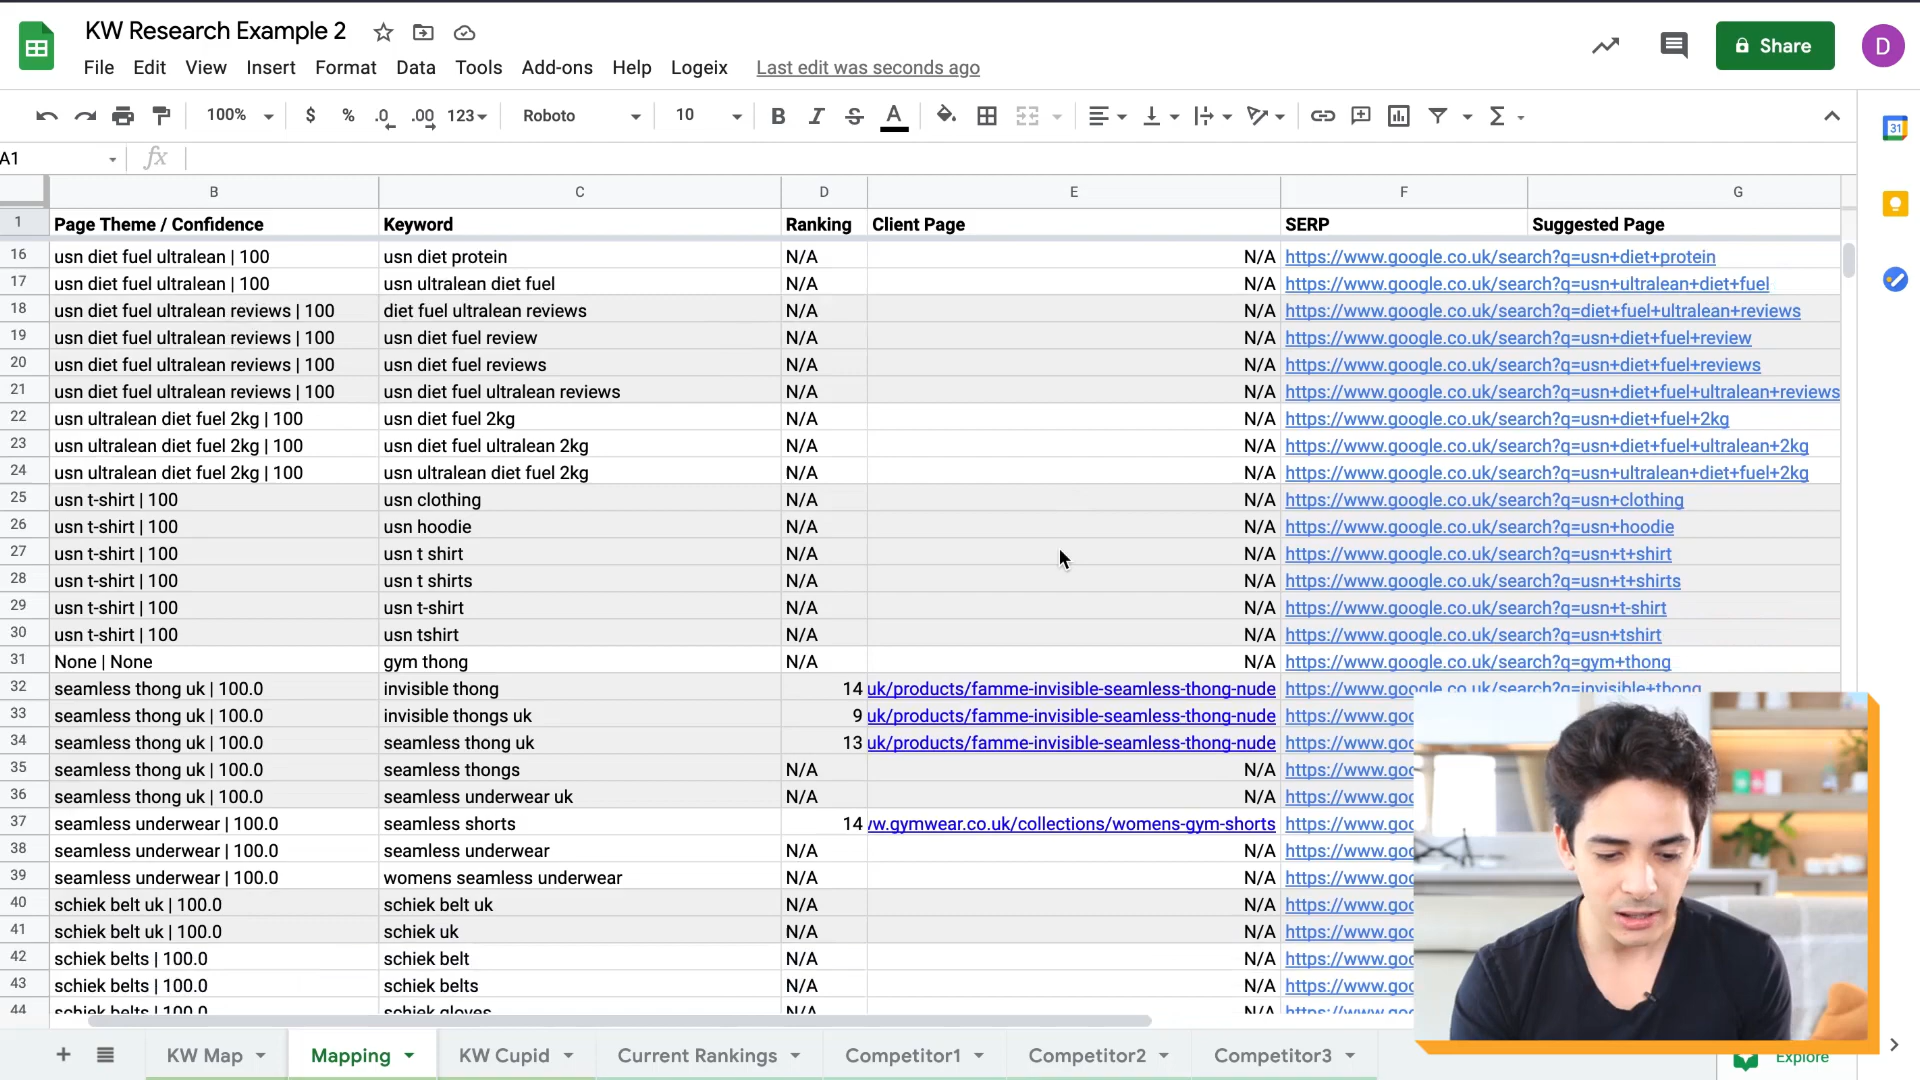 KW Research Example 2
File Edit View Insert Format Data Tools Add-ons Help Logeix Last edit was seconds ago
Share
D
100% $ % .0 .00 123 Roboto 10 B I S A
31
A1 fx
B C D E F G
1 Page Theme / Confidence Keyword Ranking Client Page SERP Suggested Page
16 usn diet fuel ultralean | 100 usn diet protein N/A N/A https://www.google.co.uk/search?q=usn+diet+protein
17 usn diet fuel ultralean | 100 usn ultralean diet fuel N/A N/A https://www.google.co.uk/search?q=usn+ultralean+diet+fuel
18 usn diet fuel ultralean reviews | 100 diet fuel ultralean reviews N/A N/A https://www.google.co.uk/search?q=diet+fuel+ultralean+reviews
19 usn diet fuel ultralean reviews | 100 usn diet fuel review N/A N/A https://www.google.co.uk/search?q=usn+diet+fuel+review
20 usn diet fuel ultralean reviews | 100 usn diet fuel reviews N/A N/A https://www.google.co.uk/search?q=usn+diet+fuel+reviews
21 usn diet fuel ultralean reviews | 100 usn diet fuel ultralean reviews N/A N/A https://www.google.co.uk/search?q=usn+diet+fuel+ultralean+reviews
22 usn ultralean diet fuel 2kg | 100 usn diet fuel 2kg N/A N/A https://www.google.co.uk/search?q=usn+diet+fuel+2kg
23 usn ultralean diet fuel 2kg | 100 usn diet fuel ultralean 2kg N/A N/A https://www.google.co.uk/search?q=usn+diet+fuel+ultralean+2kg
24 usn ultralean diet fuel 2kg | 100 usn ultralean diet fuel 2kg N/A N/A https://www.google.co.uk/search?q=usn+ultralean+diet+fuel+2kg
25 usn t-shirt | 100 usn clothing N/A N/A https://www.google.co.uk/search?q=usn+clothing
26 usn t-shirt | 100 usn hoodie N/A N/A https://www.google.co.uk/search?q=usn+hoodie
27 usn t-shirt | 100 usn t shirt N/A N/A https://www.google.co.uk/search?q=usn+t+shirt
28 usn t-shirt | 100 usn t shirts N/A N/A https://www.google.co.uk/search?q=usn+t+shirts
29 usn t-shirt | 100 usn t-shirt N/A N/A https://www.google.co.uk/search?q=usn+t-shirt
30 usn t-shirt | 100 usn tshirt N/A N/A https://www.google.co.uk/search?q=usn+tshirt
31 None | None gym thong N/A N/A https://www.google.co.uk/search?q=gym+thong
32 seamless thong uk | 100.0 invisible thong 14 uk/products/famme-invisible-seamless-thong-nude https://www.google.co.uk/search?q=invisible+thong
33 seamless thong uk | 100.0 invisible thongs uk 9 uk/products/famme-invisible-seamless-thong-nude https://www.goo
34 seamless thong uk | 100.0 seamless thong uk 13 uk/products/famme-invisible-seamless-thong-nude https://www.goo
35 seamless thong uk | 100.0 seamless thongs N/A N/A https://www.goo
36 seamless thong uk | 100.0 seamless underwear uk N/A N/A https://www.goo
37 seamless underwear | 100.0 seamless shorts 14 w.gymwear.co.uk/collections/womens-gym-shorts https://www.goo
38 seamless underwear | 100.0 seamless underwear N/A N/A https://www.goo
39 seamless underwear | 100.0 womens seamless underwear N/A N/A https://www.goo
40 schiek belt uk | 100.0 schiek belt uk N/A N/A https://www.goo
41 schiek belt uk | 100.0 schiek uk N/A N/A https://www.goo
42 schiek belts | 100.0 schiek belt N/A N/A https://www.goo
43 schiek belts | 100.0 schiek belts N/A N/A https://www.goo
44 schiek belts | 100.0 schiek gloves N/A N/A https://www.goo
KW Map Mapping KW Cupid Current Rankings Competitor1 Competitor2 Competitor3 Explore